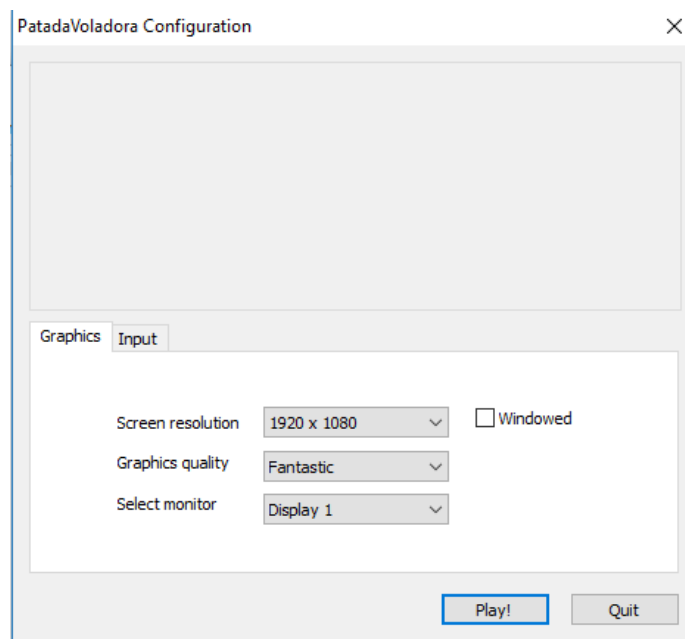 PatadaVoladora Configuration
Graphics Input
Screen resolution 1920 x 1080 Windowed
Graphics quality Fantastic
Select monitor Display 1
Play! Quit